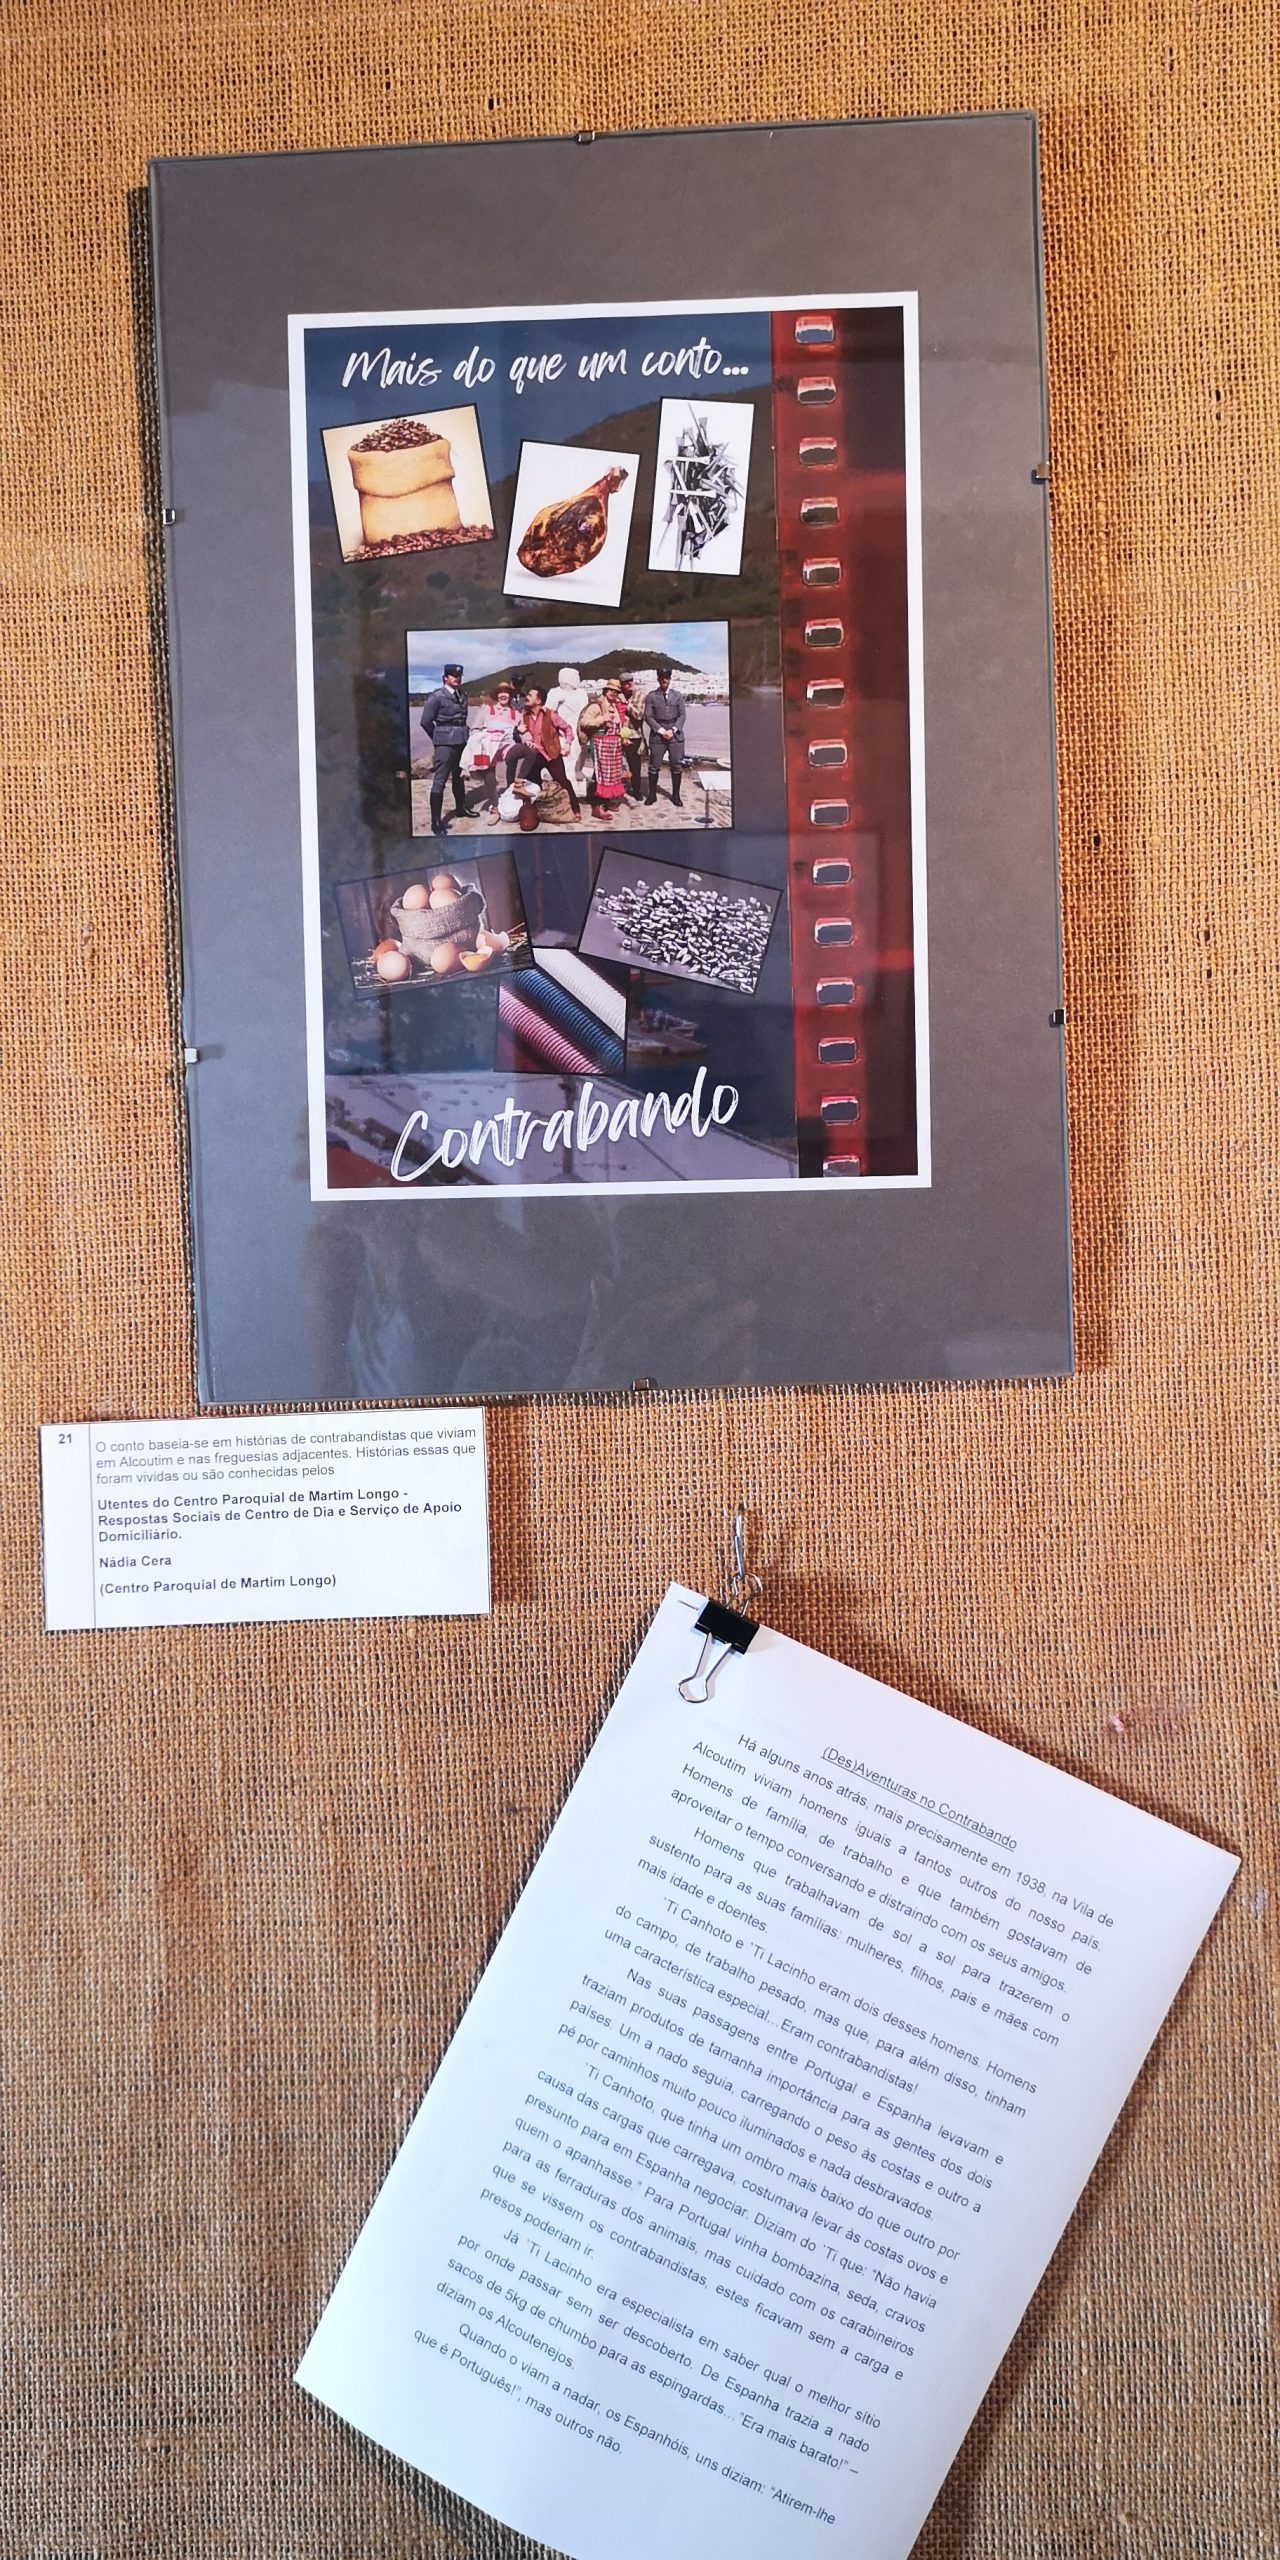 Mais do que um conto...
Contrabando
21
O conto baseia-se em histórias de contrabandistas que viviam
em Alcoutim e nas freguesias adjacentes. Histórias essas que
foram vividas ou são conhecidas pelos
Utentes do Centro Paroquial de Martim Longo -
Respostas Sociais de Centro de Dia e Serviço de Apoio
Domiciliário.
Nádia Cera
(Centro Paroquial de Martim Longo)
(Des)Aventuras no Contrabando
Há alguns anos atrás, mais precisamente em 1938, na Vila de
Alcoutim viviam homens iguais a tantos outros do nosso país.
Homens de família, de trabalho e que também gostavam de
aproveitar o tempo conversando e distraindo com os seus amigos.
Homens que trabalhavam de sol a sol para trazerem o
sustento para as suas famílias: mulheres, filhos, pais e mães com
mais idade e doentes.
`Ti Canhoto e `Ti Lacinho eram dois desses homens. Homens
do campo, de trabalho pesado, mas que, para além disso, tinham
uma característica especial... Eram contrabandistas!
Nas suas passagens entre Portugal e Espanha levavam e
traziam produtos de tamanha importância para as gentes dos dois
países. Um a nado seguia, carregando o peso às costas e outro a
pé por caminhos muito pouco iluminados e nada desbravados.
`Ti Canhoto, que tinha um ombro mais baixo do que outro por
causa das cargas que carregava, costumava levar às costas ovos e
presunto para em Espanha negociar. Diziam do `Ti que: "Não havia
quem o apanhasse." Para Portugal vinha bombazina, seda, cravos
para as ferraduras dos animais, mas cuidado com os carabineiros
que se vissem os contrabandistas, estes ficavam sem a carga e
presos poderiam ir.
Já `Ti Lacinho era especialista em saber qual o melhor sítio
por onde passar sem ser descoberto. De Espanha trazia a nado
sacos de 5kg de chumbo para as espingardas... "Era mais barato!" –
diziam os Alcoutenejos.
Quando o viam a nadar, os Espanhóis, uns diziam: "Atirem-lhe
que é Português!", mas outros não.